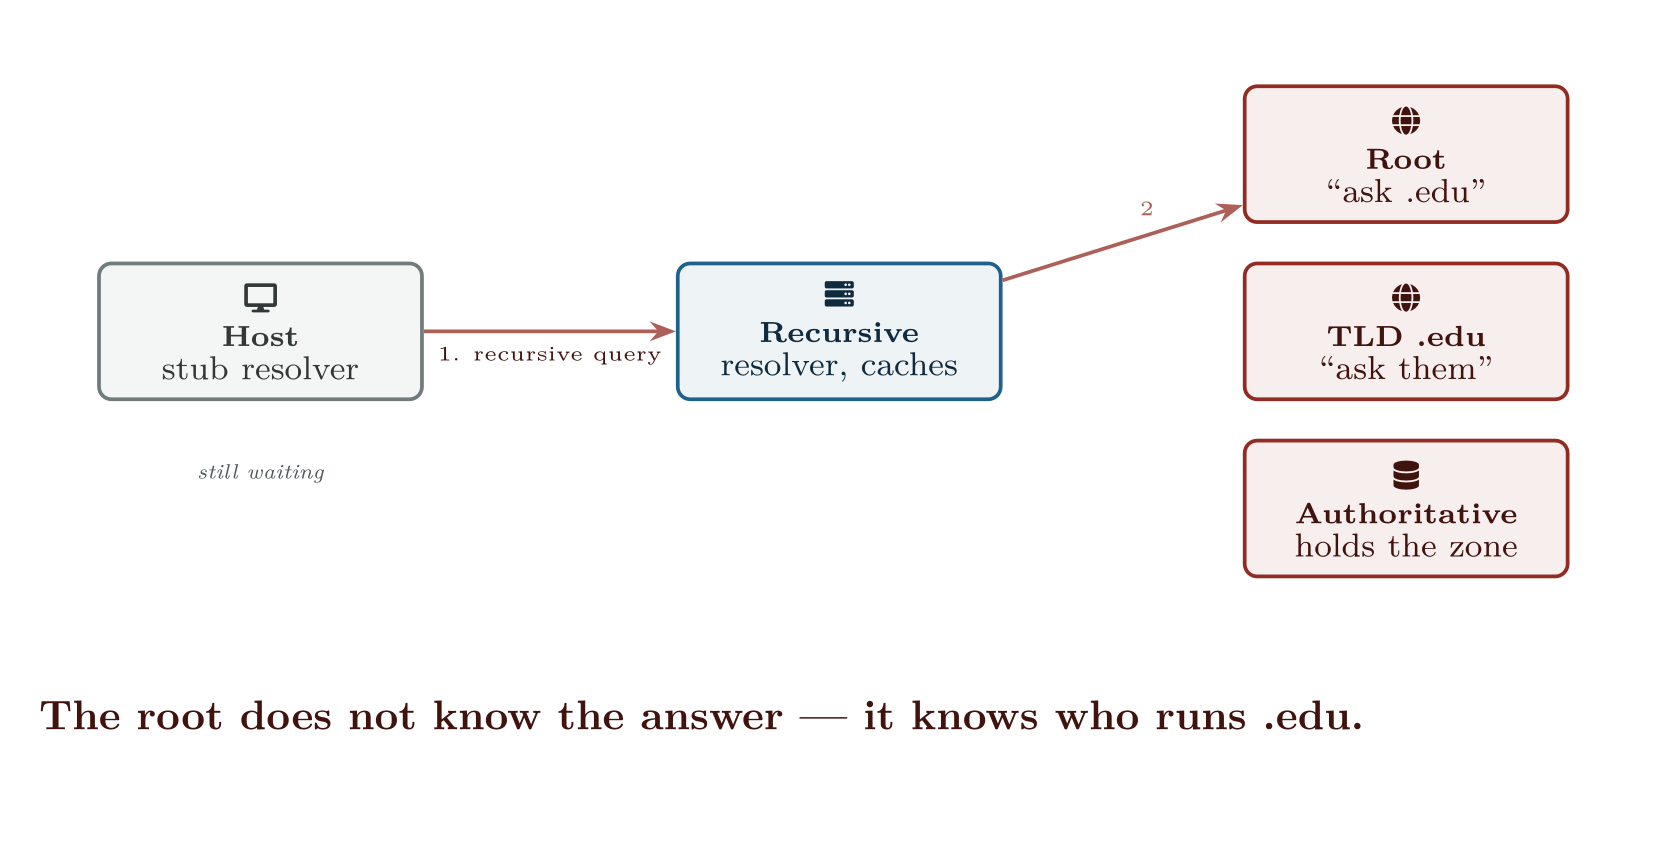 Root
“ask .edu”
2
Host
stub resolver
1. recursive query
Recursive
resolver, caches
TLD .edu
“ask them”
still waiting
Authoritative
holds the zone
The root does not know the answer — it knows who runs .edu.